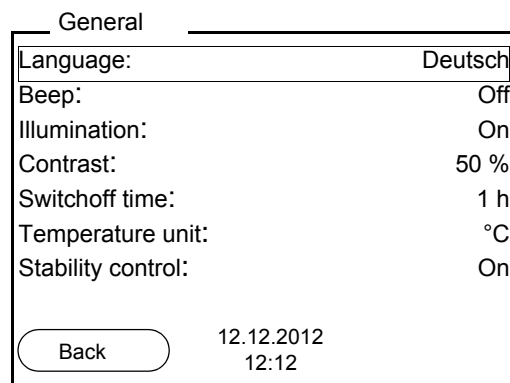 General
Language: Deutsch
Beep: Off
Illumination: On
Contrast: 50 %
Switchoff time: 1 h
Temperature unit: °C
Stability control: On
Back
12.12.2012
12:12